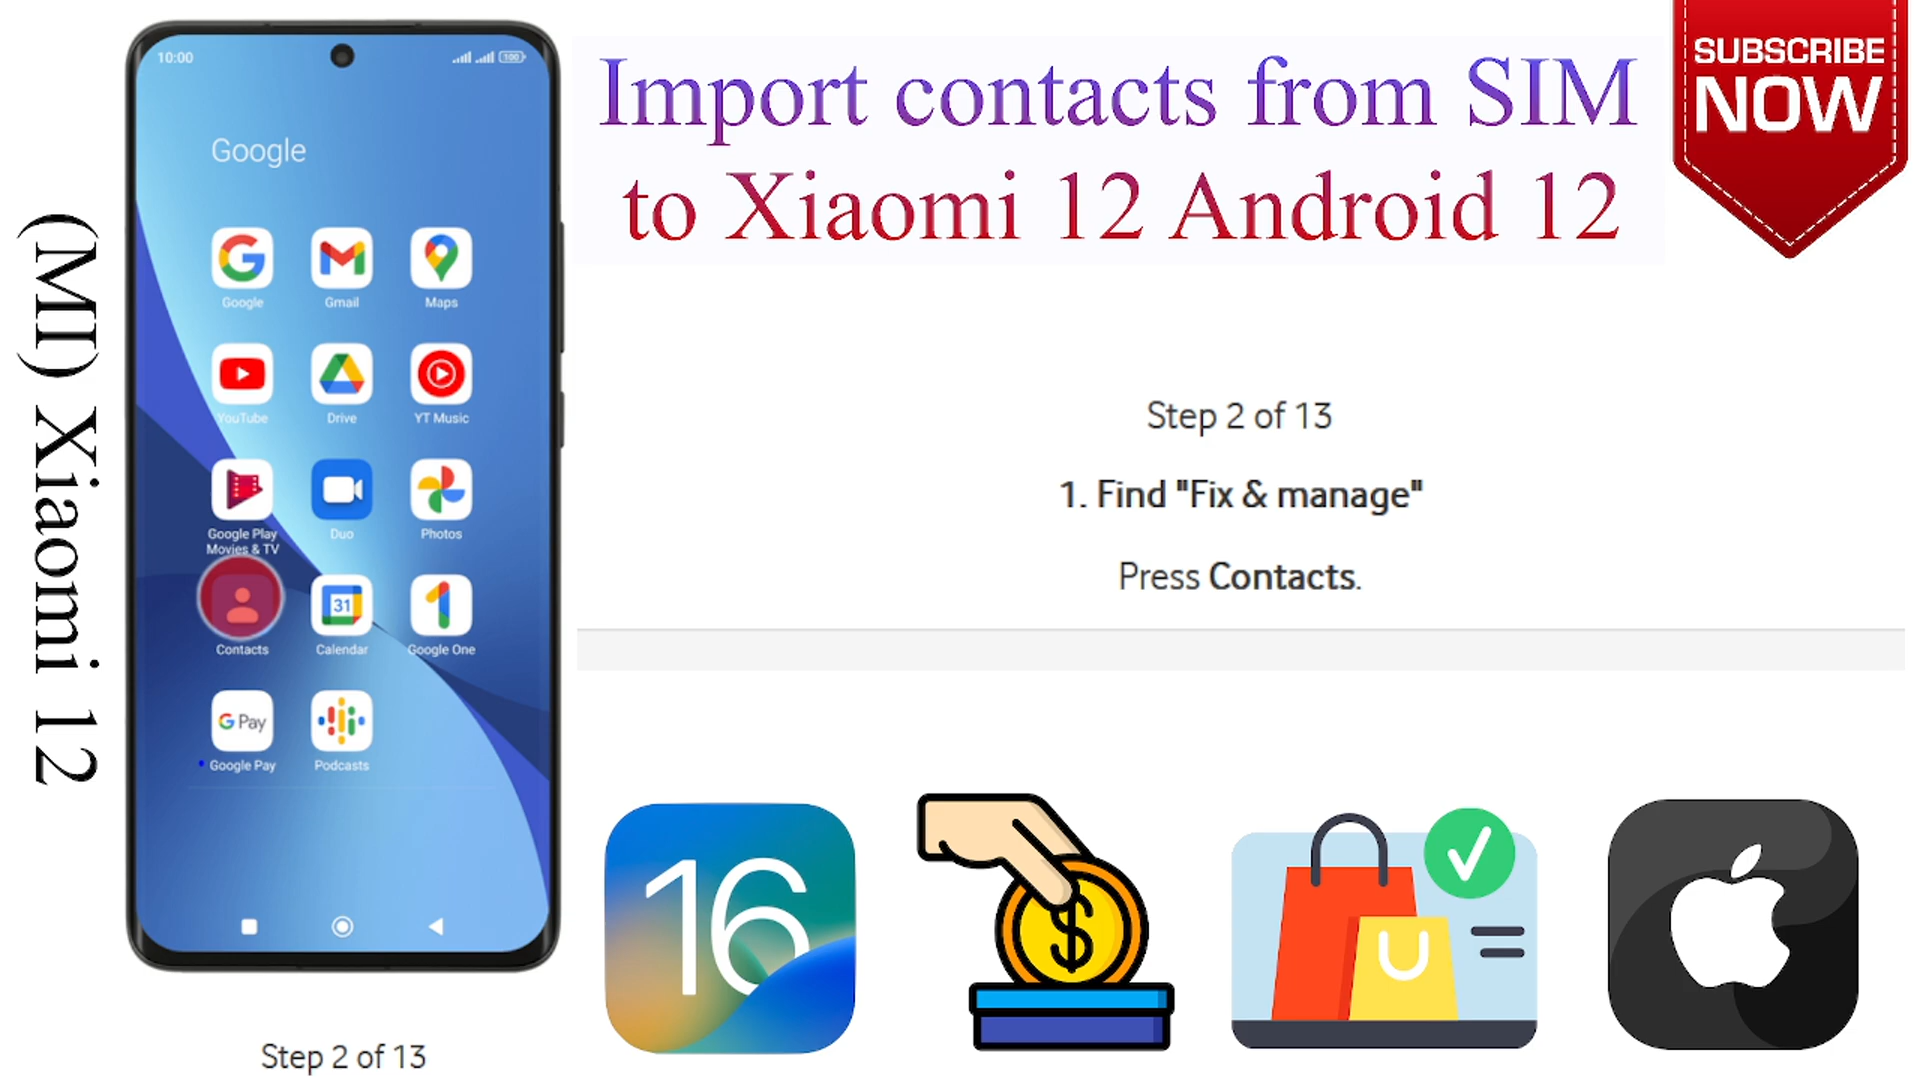 (MI) Xiaomi 12
10:00
100
Google
Google
Gmail
Maps
YouTube
Drive
YT Music
Google Play
Movies & TV
Duo
Photos
31
Contacts
Calendar
1
Google One
G Pay
Google Pay
Podcasts
Step 2 of 13
Import contacts from SIM
to Xiaomi 12 Android 12
SUBSCRIBE
NOW
Step 2 of 13
1. Find "Fix & manage"
Press Contacts.
16
$